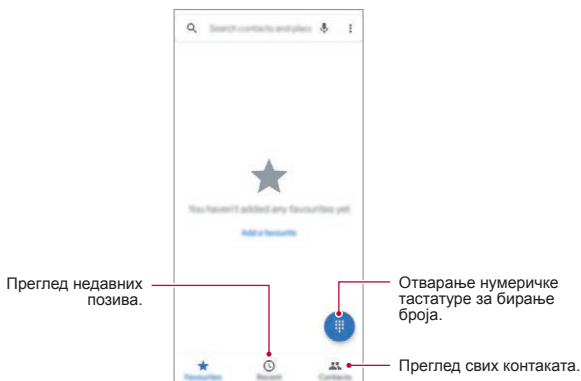 Search contacts and place
You haven't added any favourites yet
Add a favourite
Преглед недавних
позива.
Отварање нумеричке
тастатуре за бирање
броја.
Favourites
Recent
Contacts
Преглед свих контаката.